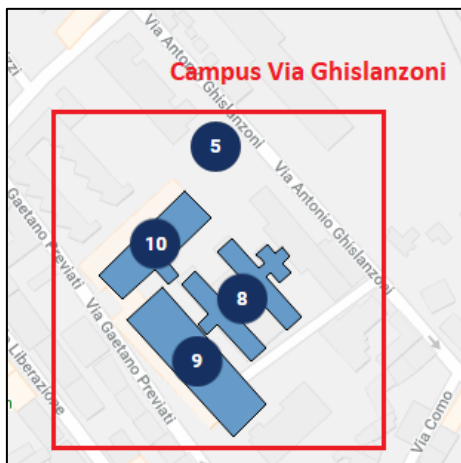 Via Antonio Ghislanzoni
Campus Via Ghislanzoni
5
Via Antonio Ghislanzoni
Gaetano Previati
10
8
Via Gaetano Previati
9
Liberazione
Via Como